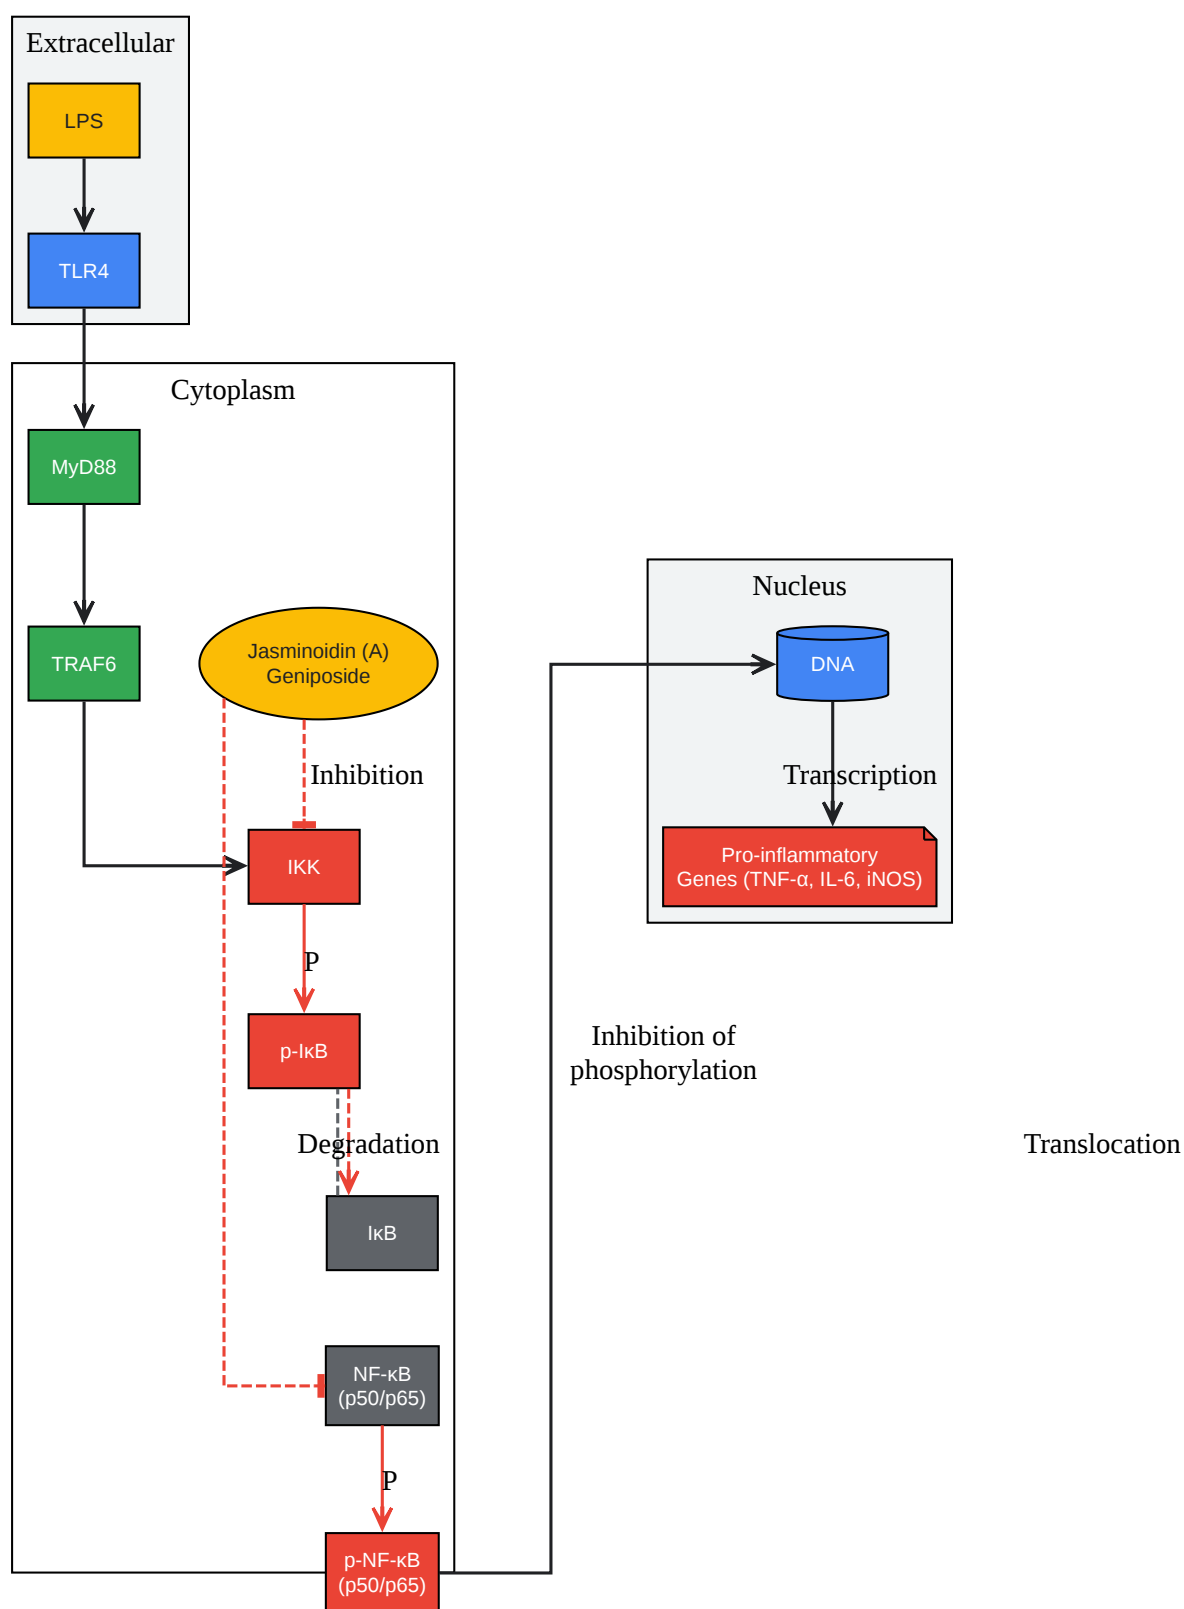 Extracellular
LPS
TLR4
Cytoplasm
MyD88
TRAF6
Jasminoidin (A)
Geniposide
Inhibition
IKK
P
p-IκB
Degradation
IκB
NF-κB
(p50/p65)
P
p-NF-κB
(p50/p65)
Nucleus
DNA
Transcription
Pro-inflammatory
Genes (TNF-α, IL-6, iNOS)
Inhibition of
phosphorylation
Translocation